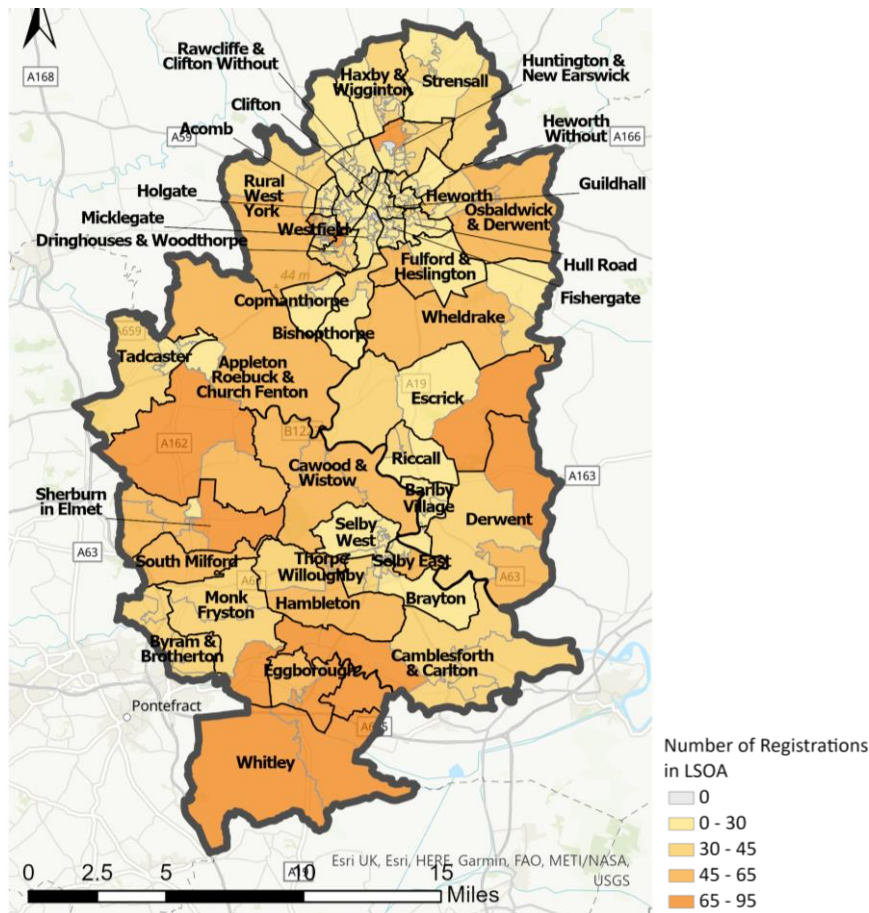 Rawcliffe &
Clifton Without
Haxby &
Wigginton
Strensall
Huntington &
New Earswick
A168
Clifton
Heworth
Without
Acomb
A59
A166
Holgate
Rural
West
York
Heworth
Guildhall
Micklegate
Westfield
Osbaldwick
& Derwent
Dringhouses & Woodthorpe
Fulford &
Heslington
Hull Road
44 m
Copmanthorpe
Fishergate
Bishopthorpe
Wheldrake
A659
Tadcaster
Appleton
Roebuck &
Church Fenton
A19
Escrick
B122
A162
Cawood &
Wistow
Riccall
A163
Sherburn
in Elmet
Barlby
Village
Selby
West
Derwent
A63
South Milford
Thorpe
Willoughby
Selby East
A63
Monk
Fryston
Hambleton
Brayton
Byram &
Brotherton
Eggborough
Camblesforth
& Carlton
Pontefract
Whitley
Number of Registrations
in LSOA
0
0 - 30
30 - 45
45 - 65
65 - 95
Esri UK, Esri, HERE, Garmin, FAO, METI/NASA,
USGS
0 2.5 5 10 15
Miles